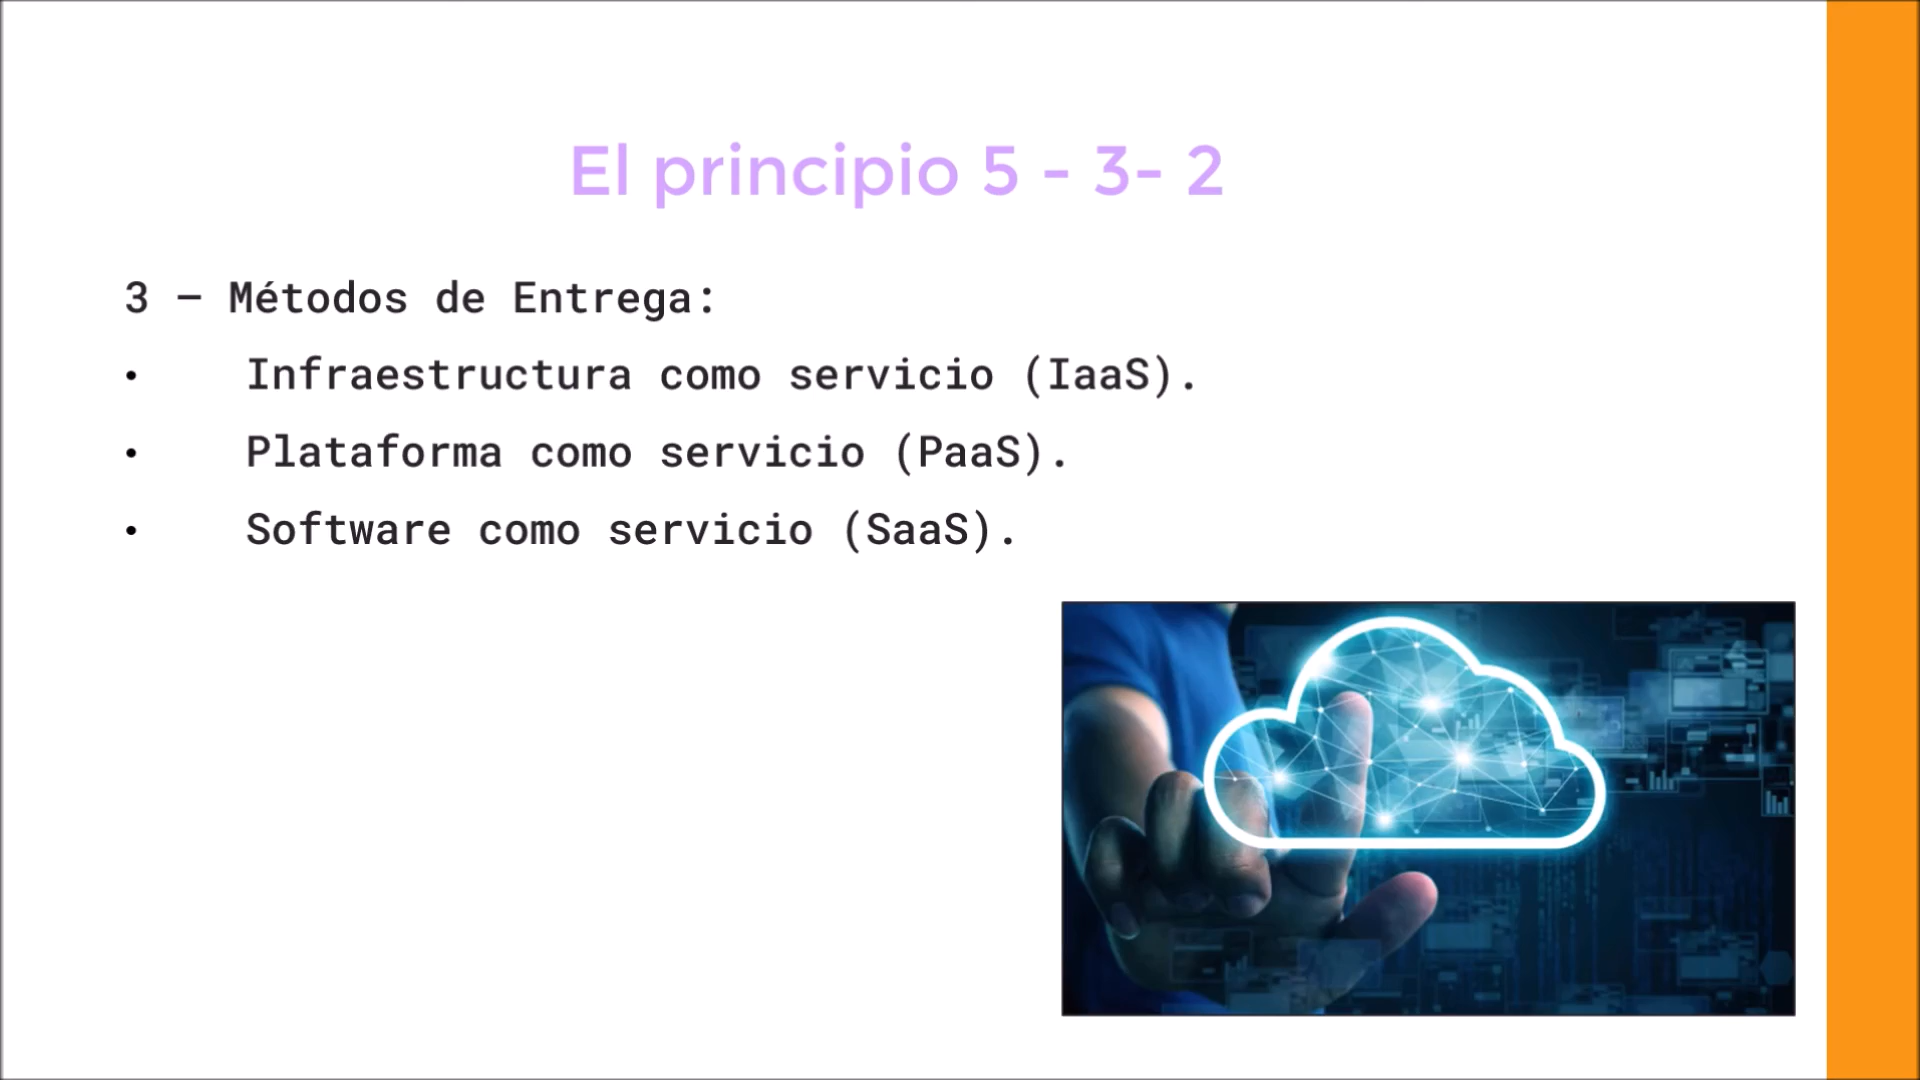 El principio 5 - 3- 2
3 – Métodos de Entrega:
• Infraestructura como servicio (IaaS).
• Plataforma como servicio (PaaS).
• Software como servicio (SaaS).